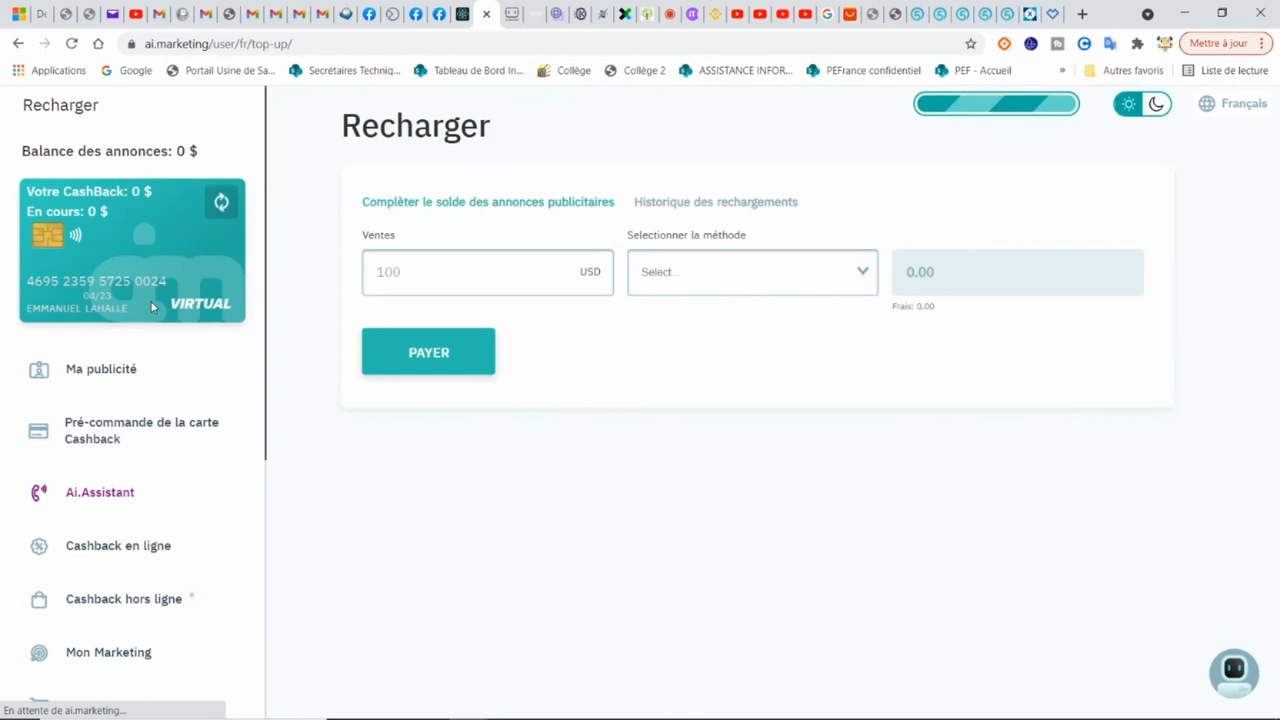 Dc
ai.marketing/user/fr/top-up/
Mettre à jour
Applications
Google
Portail Usine de Sa...
Secrétaires Techniq...
Tableau de Bord In...
Collège
Collège 2
ASSISTANCE INFOR...
PEFrance confidentiel
PEF - Accueil
»
Autres favoris
Liste de lecture
Recharger
Balance des annonces: 0 $
Votre CashBack: 0 $
En cours: 0 $
4695 2359 5725 0024
04/23
EMMANUEL LAHALLE
VIRTUAL
Ma publicité
Pré-commande de la carte
Cashback
Ai.Assistant
Cashback en ligne
Cashback hors ligne *
Mon Marketing
En attente de ai.marketing...
Français
Recharger
Complèter le solde des annonces publicitaires
Historique des rechargements
Ventes
Selectionner la méthode
100 USD
Select...
0.00
Frais: 0.00
PAYER